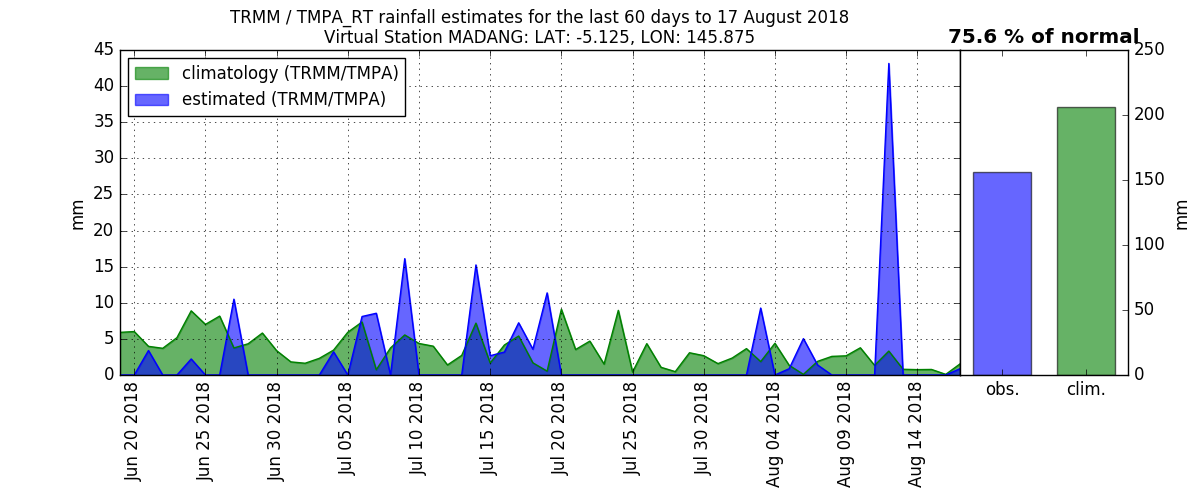 TRMM / TMPA_RT rainfall estimates for the last 60 days to 17 August 2018
Virtual Station MADANG: LAT: -5.125, LON: 145.875
75.6 % of normal
climatology (TRMM/TMPA)
estimated (TRMM/TMPA)
mm
45
40
35
30
25
20
15
10
5
0
Jun 20 2018
Jun 25 2018
Jun 30 2018
Jul 05 2018
Jul 10 2018
Jul 15 2018
Jul 20 2018
Jul 25 2018
Jul 30 2018
Aug 04 2018
Aug 09 2018
Aug 14 2018
obs.
clim.
250
200
150
100
50
0
mm